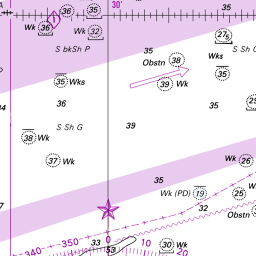 30'
36
35
Wk 36
Wk 32
27₅
S bkSh P
35
S Sh
Obstn 38
Wks
35
35 Wks
39 Wk
36
35
S Sh G
39
38 Wk
37 Wk
Wk 26
35
Wk (PD) 19
25
32
Obstn
340
350
0
10
20
33
53
30 Wk